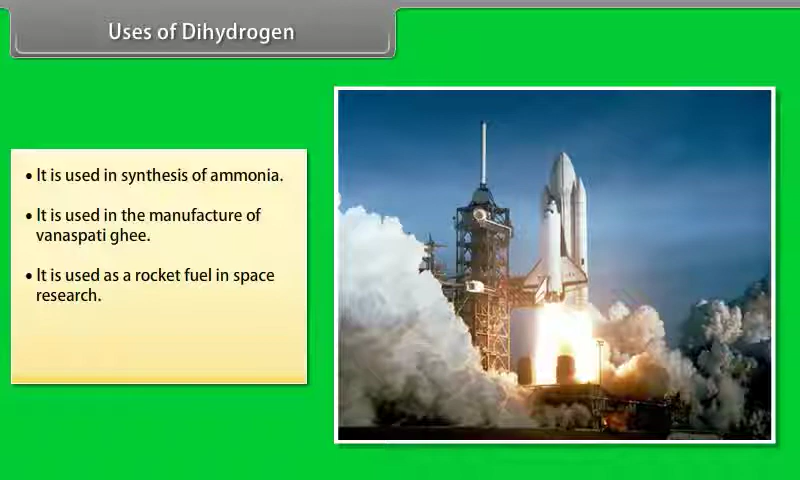 Uses of Dihydrogen
• It is used in synthesis of ammonia.
• It is used in the manufacture of
vanaspati ghee.
• It is used as a rocket fuel in space
research.